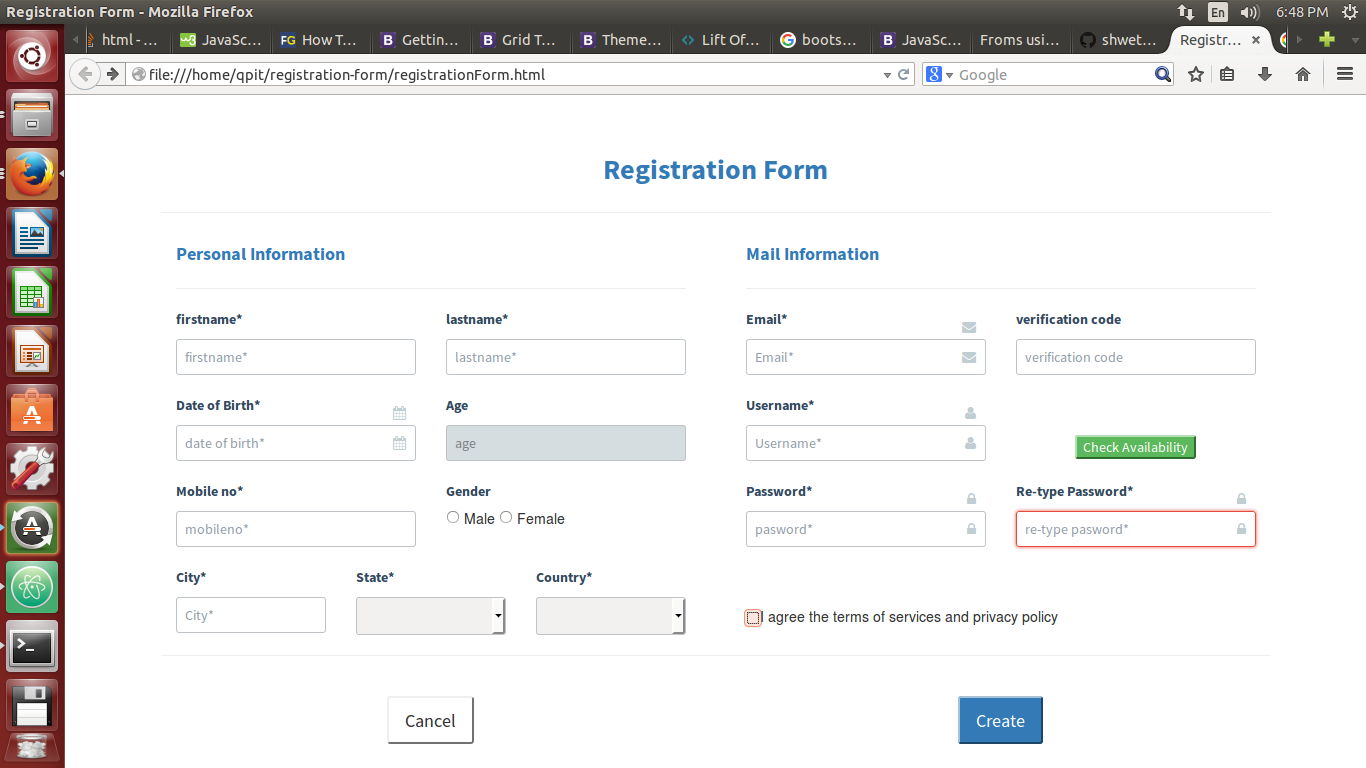 Registration Form - Mozilla Firefox
En
6:48 PM
html - ...
JavaSc...
FG How T...
B Gettin...
B Grid T...
B Theme...
Lift Of...
boots...
B JavaSc...
Froms usi...
shwet...
Registr...
file:///home/qpit/registration-form/registrationForm.html
Google
Registration Form
Personal Information
Mail Information
firstname*
lastname*
Email*
verification code
firstname*
lastname*
Email*
verification code
Date of Birth*
Age
Username*
date of birth*
age
Username*
Check Availability
Mobile no*
Gender
Password*
Re-type Password*
mobileno*
Male
Female
pasword*
re-type pasword*
City*
State*
Country*
City*
I agree the terms of services and privacy policy
Cancel
Create